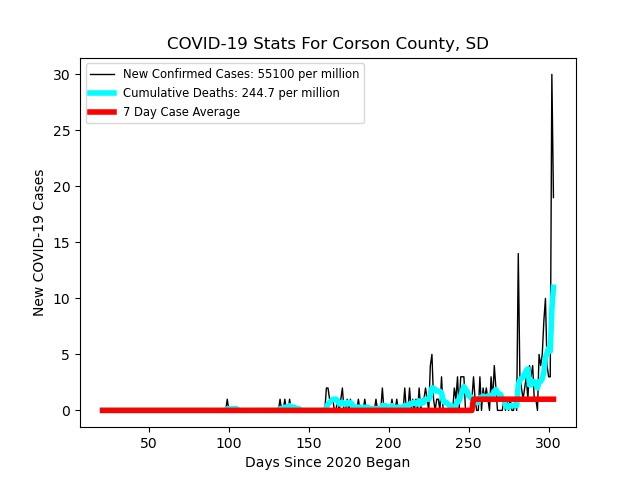 COVID-19 Stats For Corson County, SD
New Confirmed Cases: 55100 per million
Cumulative Deaths: 244.7 per million
7 Day Case Average
30
25
20
15
10
5
0
New COVID-19 Cases
50 100 150 200 250 300
Days Since 2020 Began